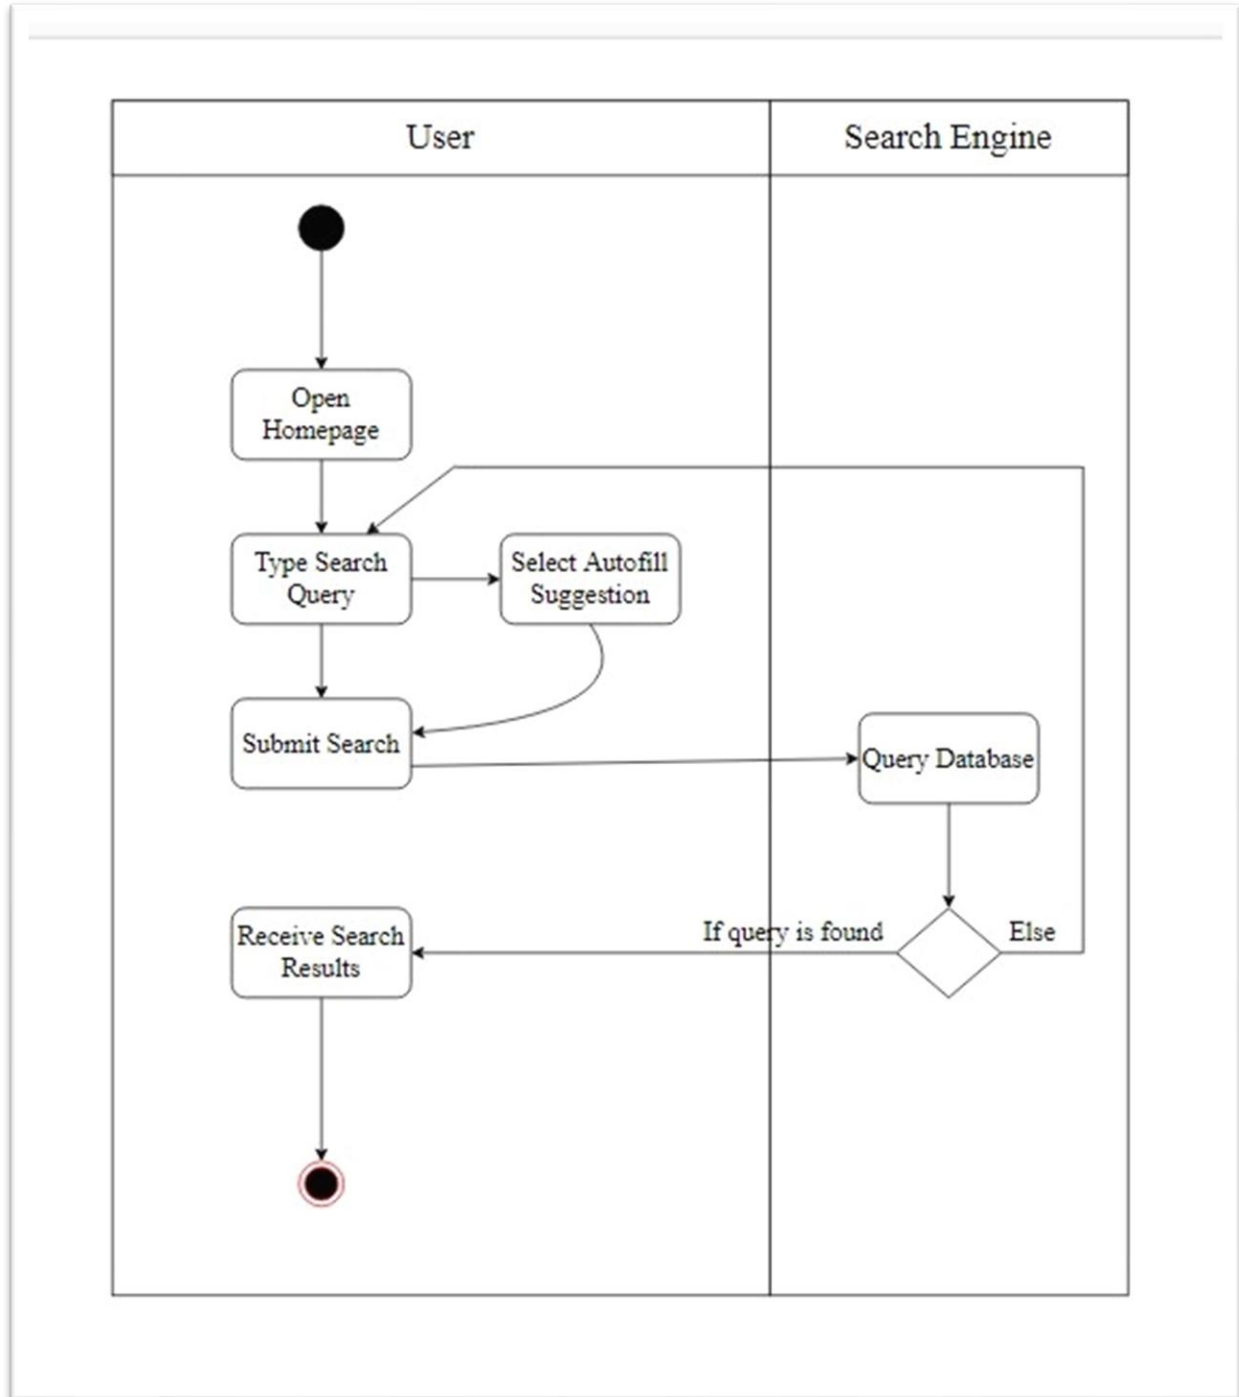 User
Search Engine
Open
Homepage
Type Search
Query
Select Autofill
Suggestion
Submit Search
Query Database
If query is found
Else
Receive Search
Results